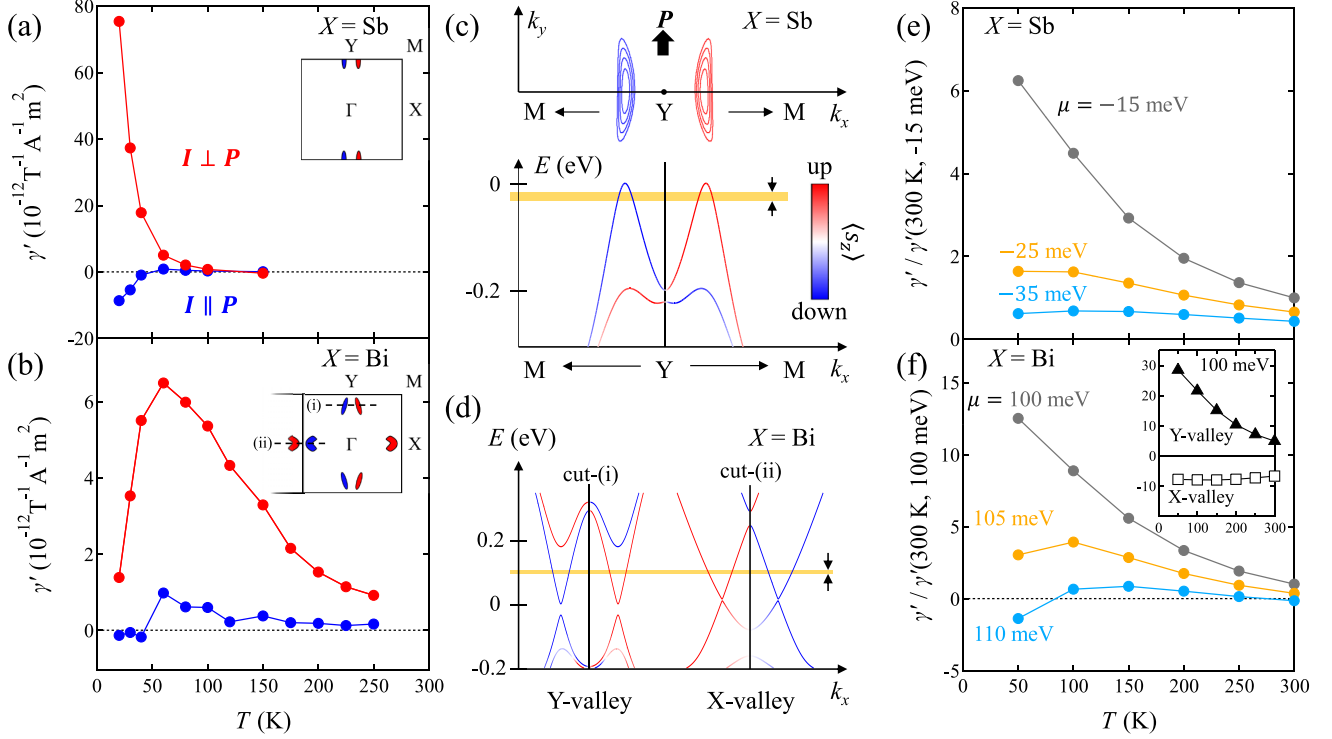 (a)
X = Sb
80
60
40
20
0
-20
γ′ (10⁻¹²T⁻¹A⁻¹m²)
Y
M
Γ
X
I ⊥ P
I ∥ P
(b)
X = Bi
6
4
2
0
γ′ (10⁻¹²T⁻¹A⁻¹m²)
Y
M
(i)
(ii)
Γ
X
0
50
100
150
200
250
300
T (K)
(c)
k_y
P
X = Sb
M
Y
M
k_x
E (eV)
0
-0.2
up
⟨s_z⟩
down
M
Y
M
k_x
(d)
E (eV)
X = Bi
cut-(i)
cut-(ii)
0.2
0
-0.2
Y-valley
X-valley
k_x
(e)
X = Sb
8
6
4
2
0
γ′ / γ′(300 K, -15 meV)
μ = −15 meV
−25 meV
−35 meV
(f)
X = Bi
15
10
5
0
-5
γ′ / γ′(300 K, 100 meV)
μ = 100 meV
105 meV
110 meV
100 meV
30
20
10
0
-10
Y-valley
X-valley
0
100
200
300
0
50
100
150
200
250
300
T (K)